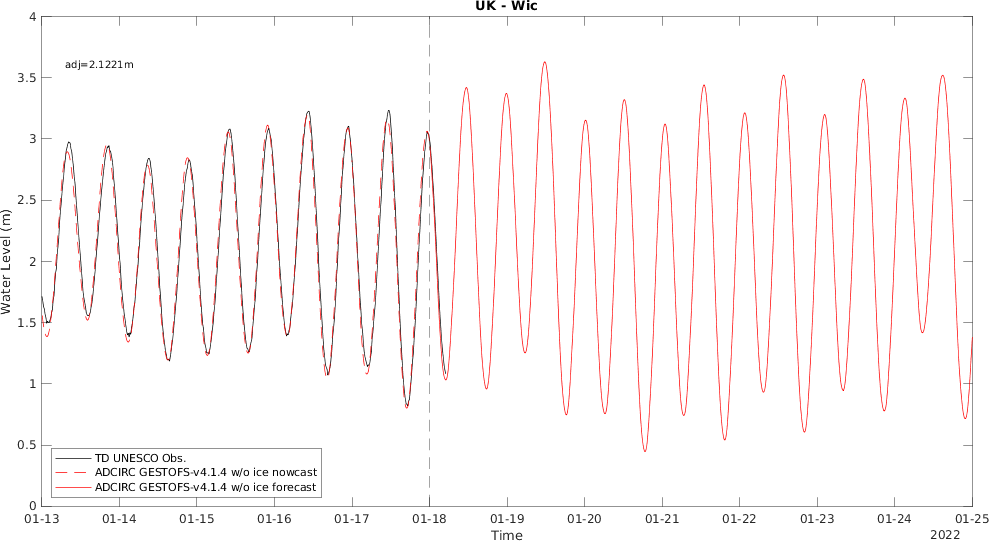 UK - Wic
adj=2.1221m
Water Level (m)
4
3.5
3
2.5
2
1.5
1
0.5
0
TD UNESCO Obs.
ADCIRC GESTOFS-v4.1.4 w/o ice nowcast
ADCIRC GESTOFS-v4.1.4 w/o ice forecast
01-13 01-14 01-15 01-16 01-17 01-18 01-19 01-20 01-21 01-22 01-23 01-24 01-25
Time
2022